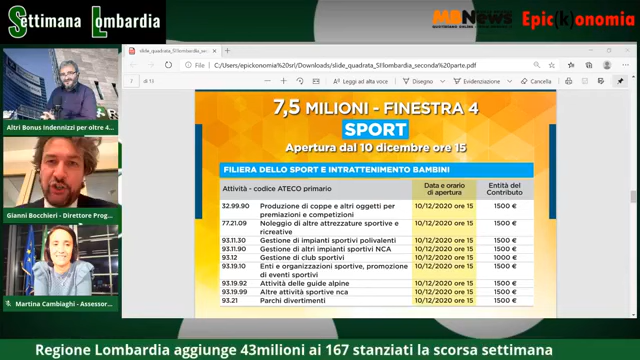 Settimana Lombardia
MBNews
Epic(k)onomia
slide_quadrata_SIlombardia_seco
File
C:/Users/epickonomia%20srl/Downloads/slide_quadrata_SIlombardia_seconda%20parte.pdf
7 di 13
Leggi ad alta voce
Disegno
Evidenziazione
Cancella
Altri Bonus Indennizzi per oltre 4...
Gianni Bocchieri - Direttore Prog...
Martina Cambiaghi - Assessor...
7,5 MILIONI - FINESTRA 4
SPORT
Apertura dal 10 dicembre ore 15
FILIERA DELLO SPORT E INTRATTENIMENTO BAMBINI
Attività - codice ATECO primario
Data e orario di apertura
Entità del Contributo
32.99.90 Produzione di coppe e altri oggetti per premiazioni e competizioni 10/12/2020 ore 15 1500 €
77.21.09 Noleggio di altre attrezzature sportive e ricreative 10/12/2020 ore 15 1500 €
93.11.30 Gestione di impianti sportivi polivalenti 10/12/2020 ore 15 1500 €
93.11.90 Gestione di altri impianti sportivi NCA 10/12/2020 ore 15 1500 €
93.12 Gestione di club sportivi 10/12/2020 ore 15 1000 €
93.19.10 Enti e organizzazioni sportive, promozione di eventi sportivi 10/12/2020 ore 15 1500 €
93.19.92 Attività delle guide alpine 10/12/2020 ore 15 1500 €
93.19.99 Altre attività sportive nca 10/12/2020 ore 15 1500 €
93.21 Parchi divertimenti 10/12/2020 ore 15 1500 €
Regione Lombardia aggiunge 43milioni ai 167 stanziati la scorsa settimana